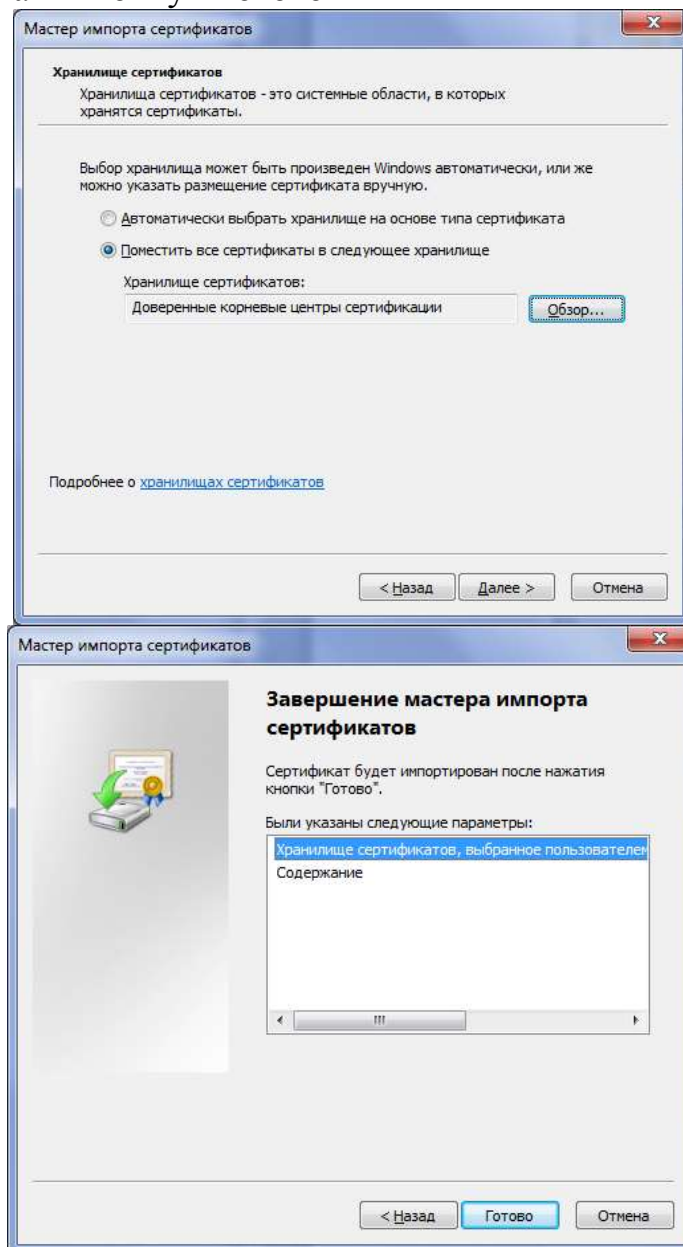 Мастер импорта сертификатов
Хранилище сертификатов
Хранилища сертификатов - это системные области, в которых
хранятся сертификаты.
Выбор хранилища может быть произведен Windows автоматически, или же
можно указать размещение сертификата вручную.
Автоматически выбрать хранилище на основе типа сертификата
Поместить все сертификаты в следующее хранилище
Хранилище сертификатов:
Доверенные корневые центры сертификации
Обзор...
Подробнее о хранилищах сертификатов
< Назад
Далее >
Отмена
Мастер импорта сертификатов
Завершение мастера импорта
сертификатов
Сертификат будет импортирован после нажатия
кнопки "Готово".
Были указаны следующие параметры:
Хранилище сертификатов, выбранное пользователем
Содержание
< Назад
Готово
Отмена